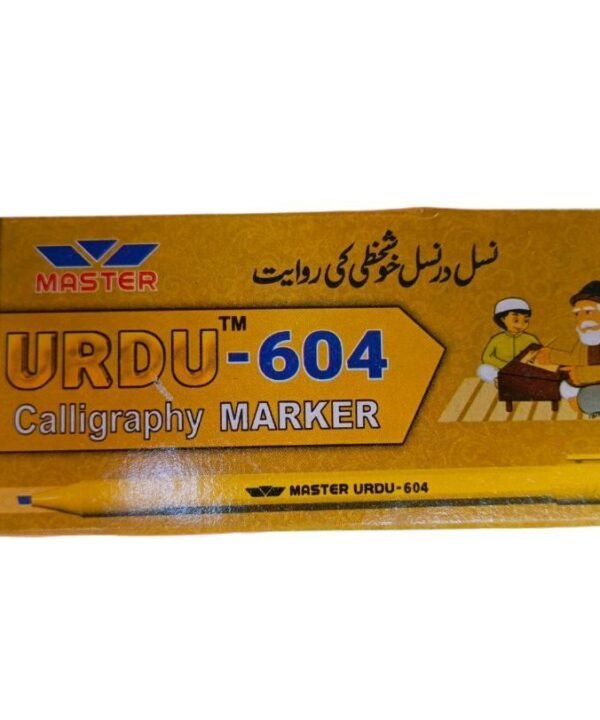 MASTER
نسل در نسل خوشخطی کی روایت
URDU™-604
Calligraphy MARKER
MASTER URDU-604